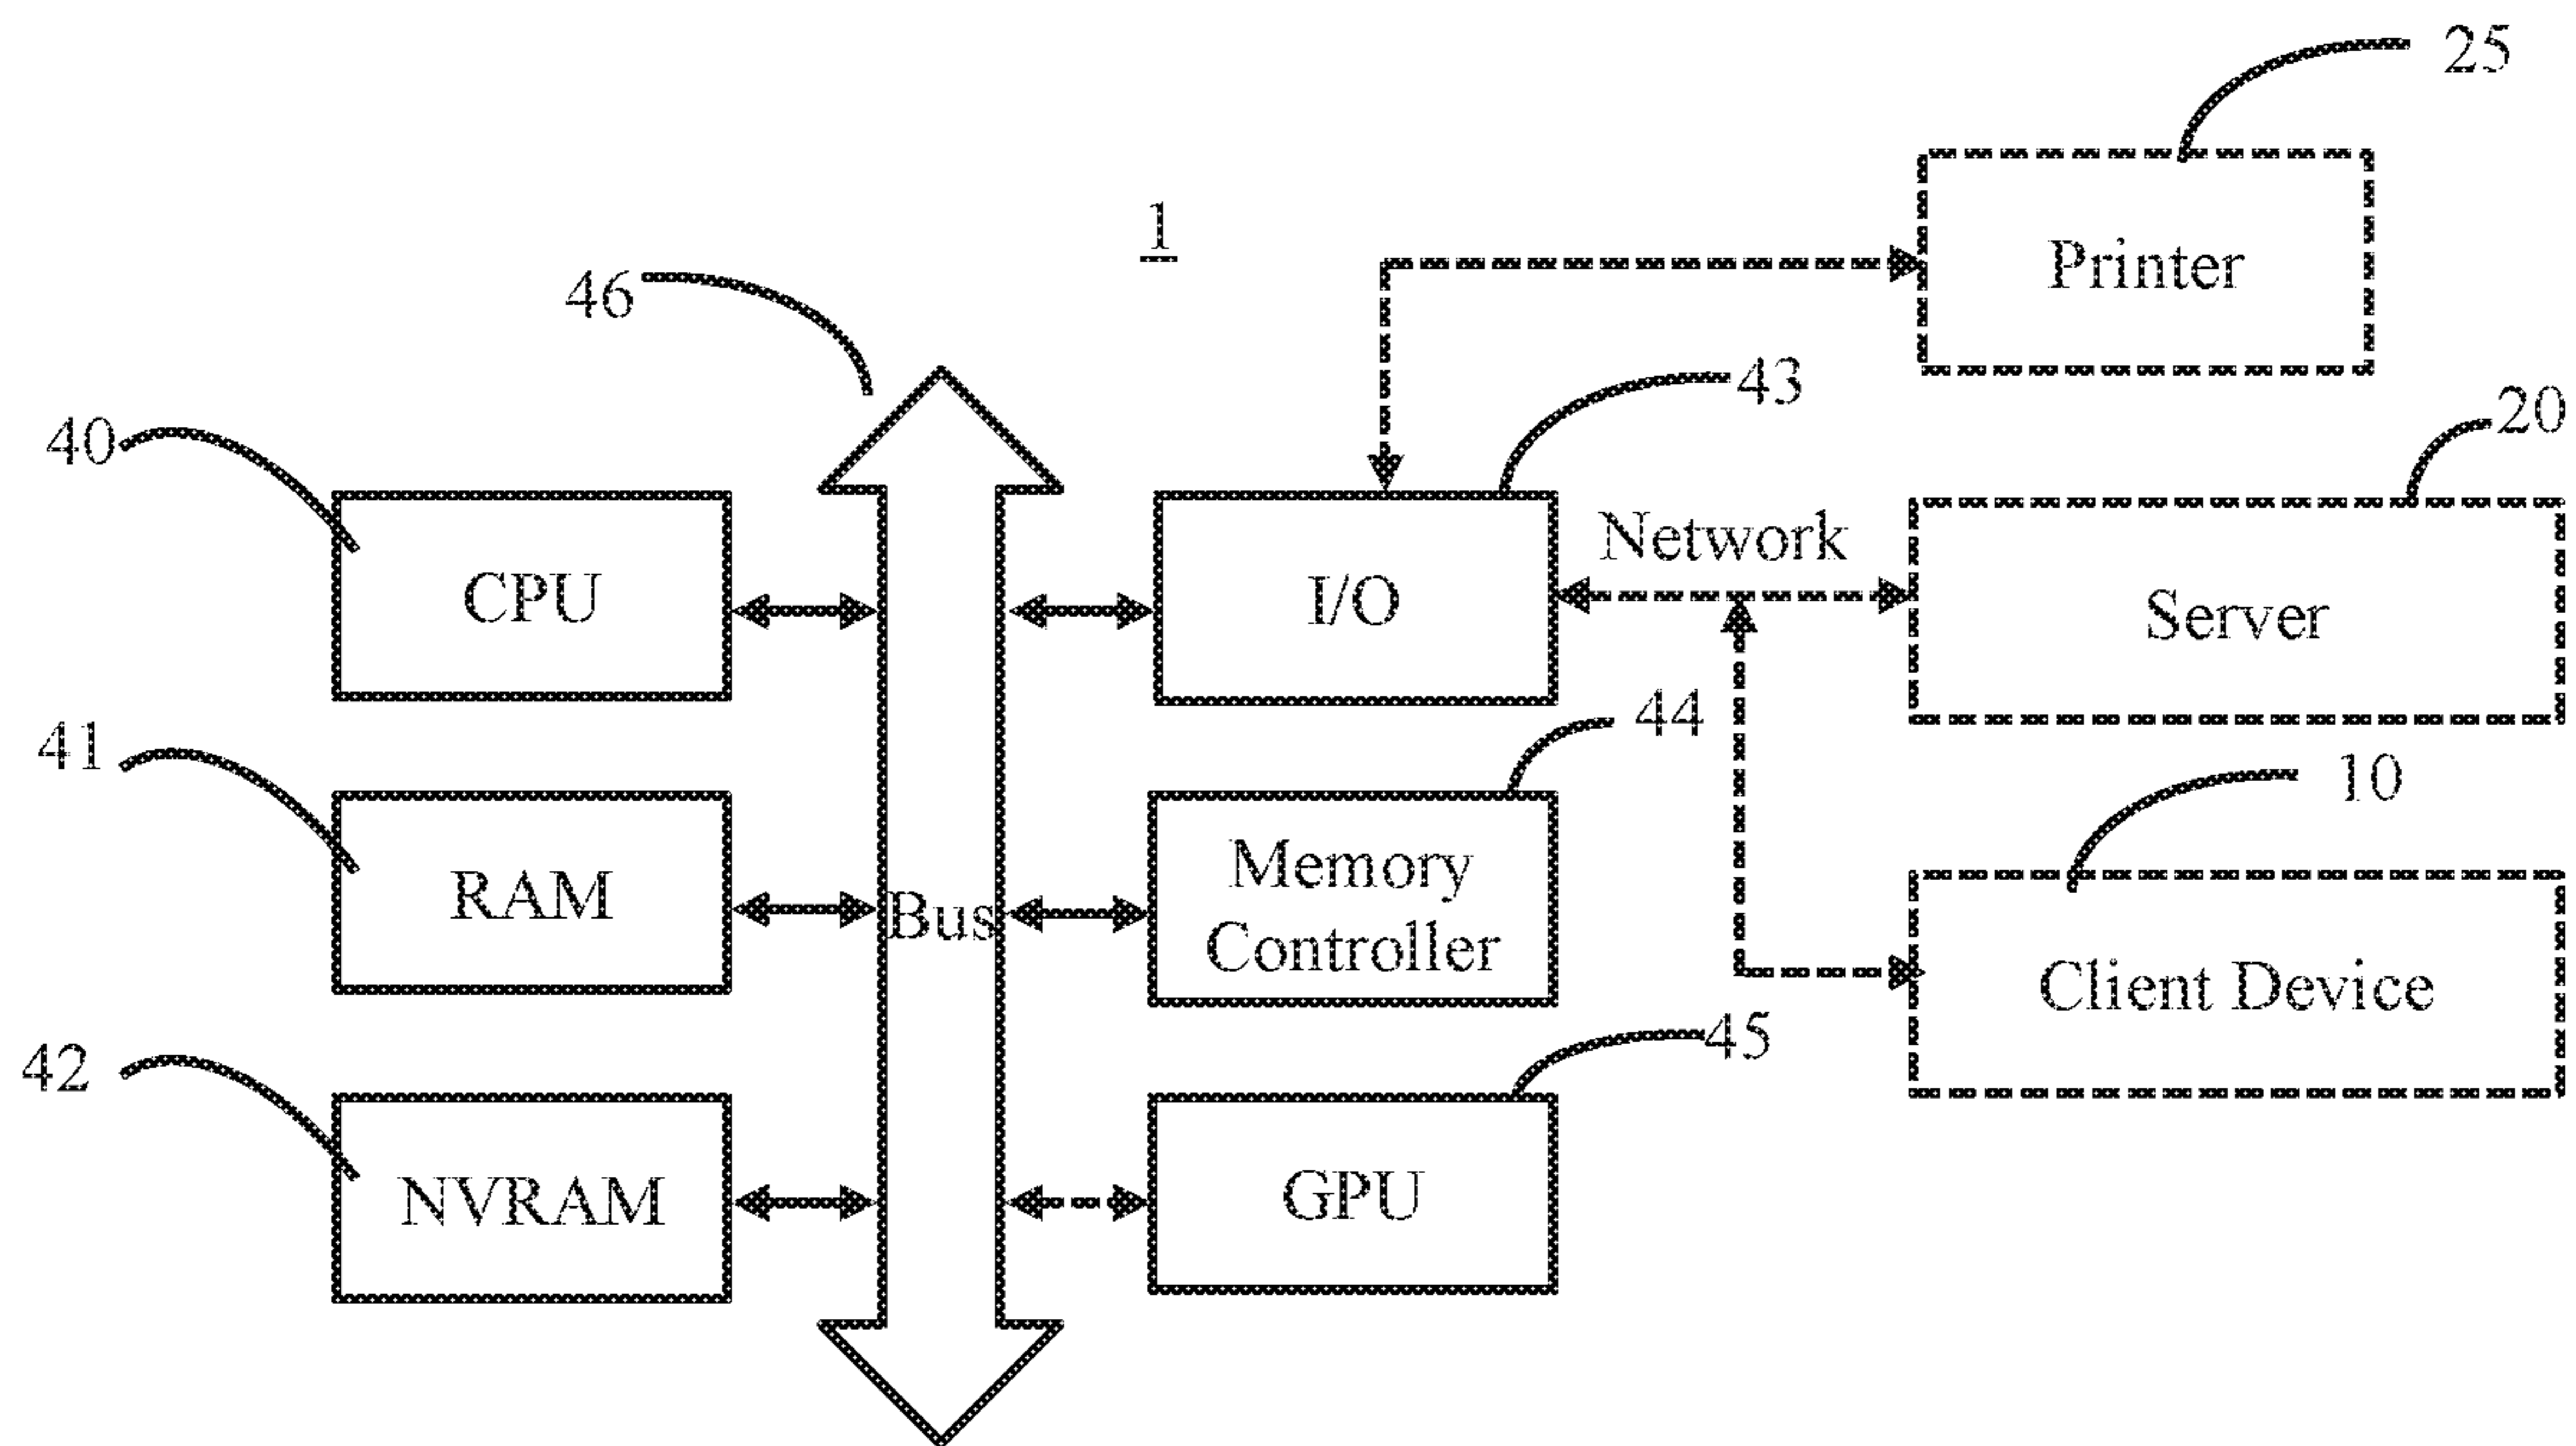 25
1
Printer
46
43
20
40
Network
CPU
I/O
Server
44
41
10
Memory
RAM
Bus
Controller
Client Device
45
42
NVRAM
GPU